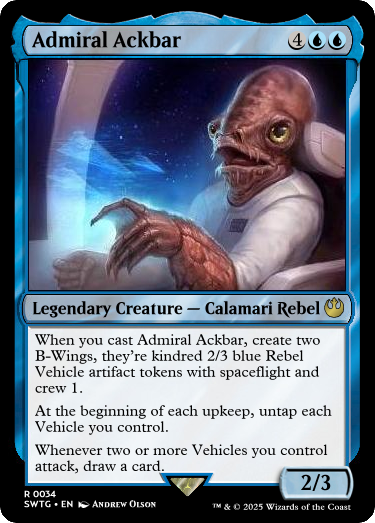 Admiral Ackbar 4
Legendary Creature — Calamari Rebel
When you cast Admiral Ackbar, create two
B-Wings, they're kindred 2/3 blue Rebel
Vehicle artifact tokens with spaceflight and
crew 1.
At the beginning of each upkeep, untap each
Vehicle you control.
Whenever two or more Vehicles you control
attack, draw a card.
2/3
R 0034
SWTG • EN Andrew Olson
™ & © 2025 Wizards of the Coast